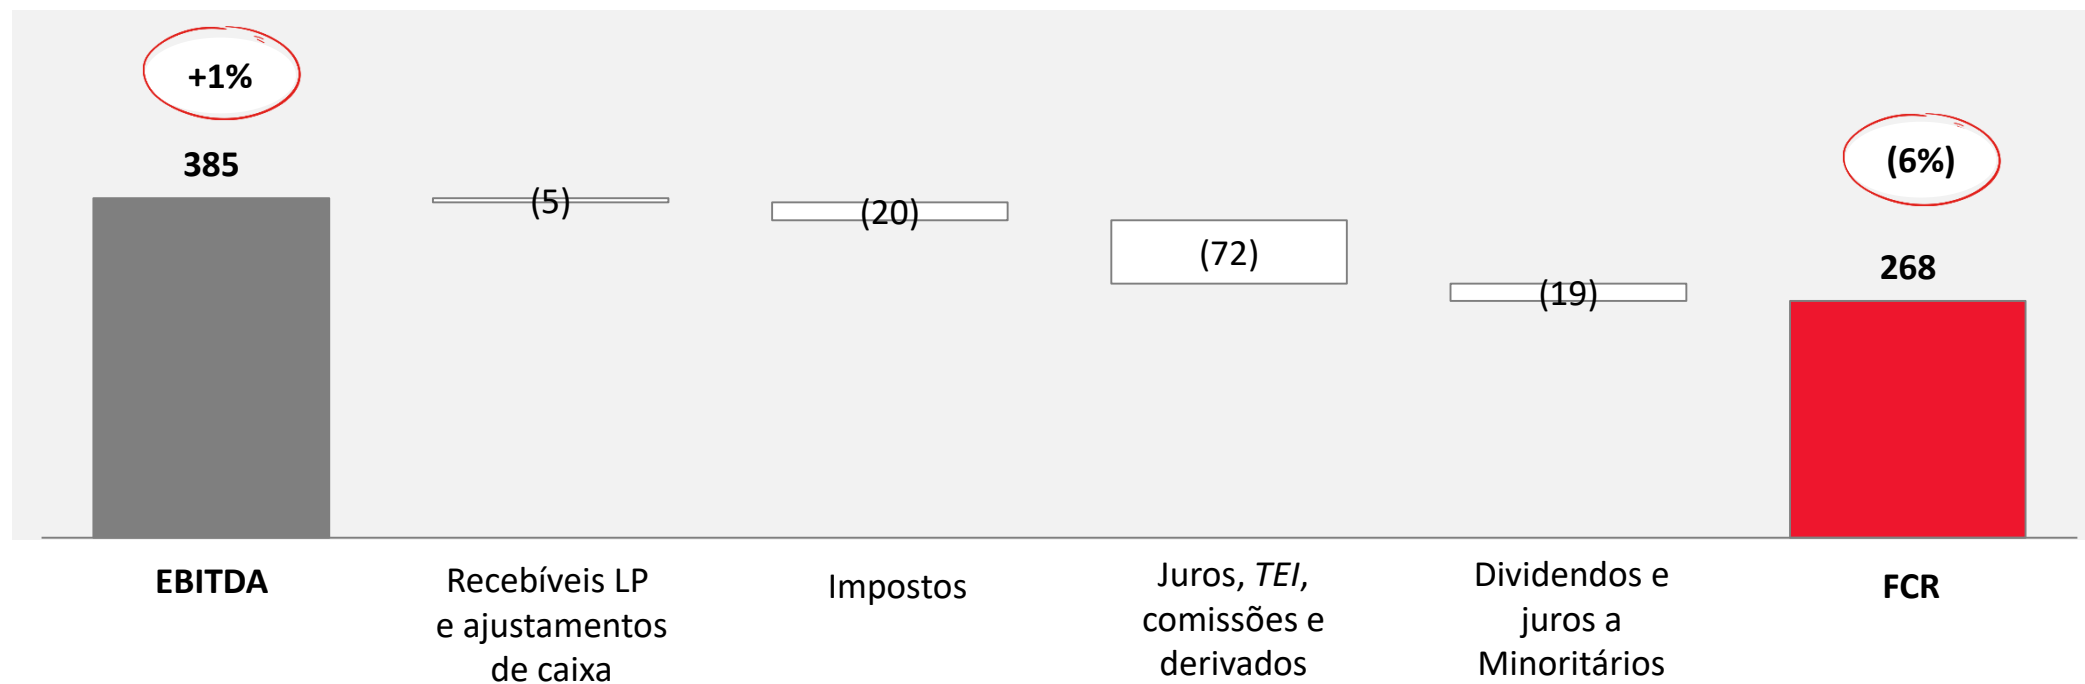 +1%
385
(5)
(20)
(72)
(19)
(6%)
268
EBITDA
Recebíveis LP
e ajustamentos
de caixa
Impostos
Juros, TEI,
comissões e
derivados
Dividendos e
juros a
Minoritários
FCR